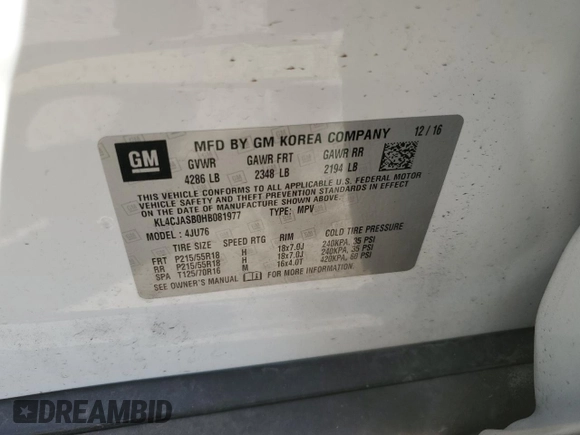 GM
MFD BY GM KOREA COMPANY 12/16
GVWR GAWR FRT GAWR RR
4286 LB 2348 LB 2194 LB
THIS VEHICLE CONFORMS TO ALL APPLICABLE U.S. FEDERAL MOTOR
VEHICLE SAFETY AND THEFT PREVENTION STANDARDS IN EFFECT
ON THE DATE OF MANUFACTURE SHOWN ABOVE.
KL4CJASB0HB081977 TYPE: MPV
MODEL: 4JU76
SPEED RTG RIM COLD TIRE PRESSURE
FRT P215/55R18 H 18x7.0J 240KPA, 35 PSI
RR P215/55R18 H 18x7.0J 240KPA, 35 PSI
SPA T125/70R16 M 16x4.0T 420KPA, 60 PSI
SEE OWNER'S MANUAL FOR MORE INFORMATION
DREAMBID